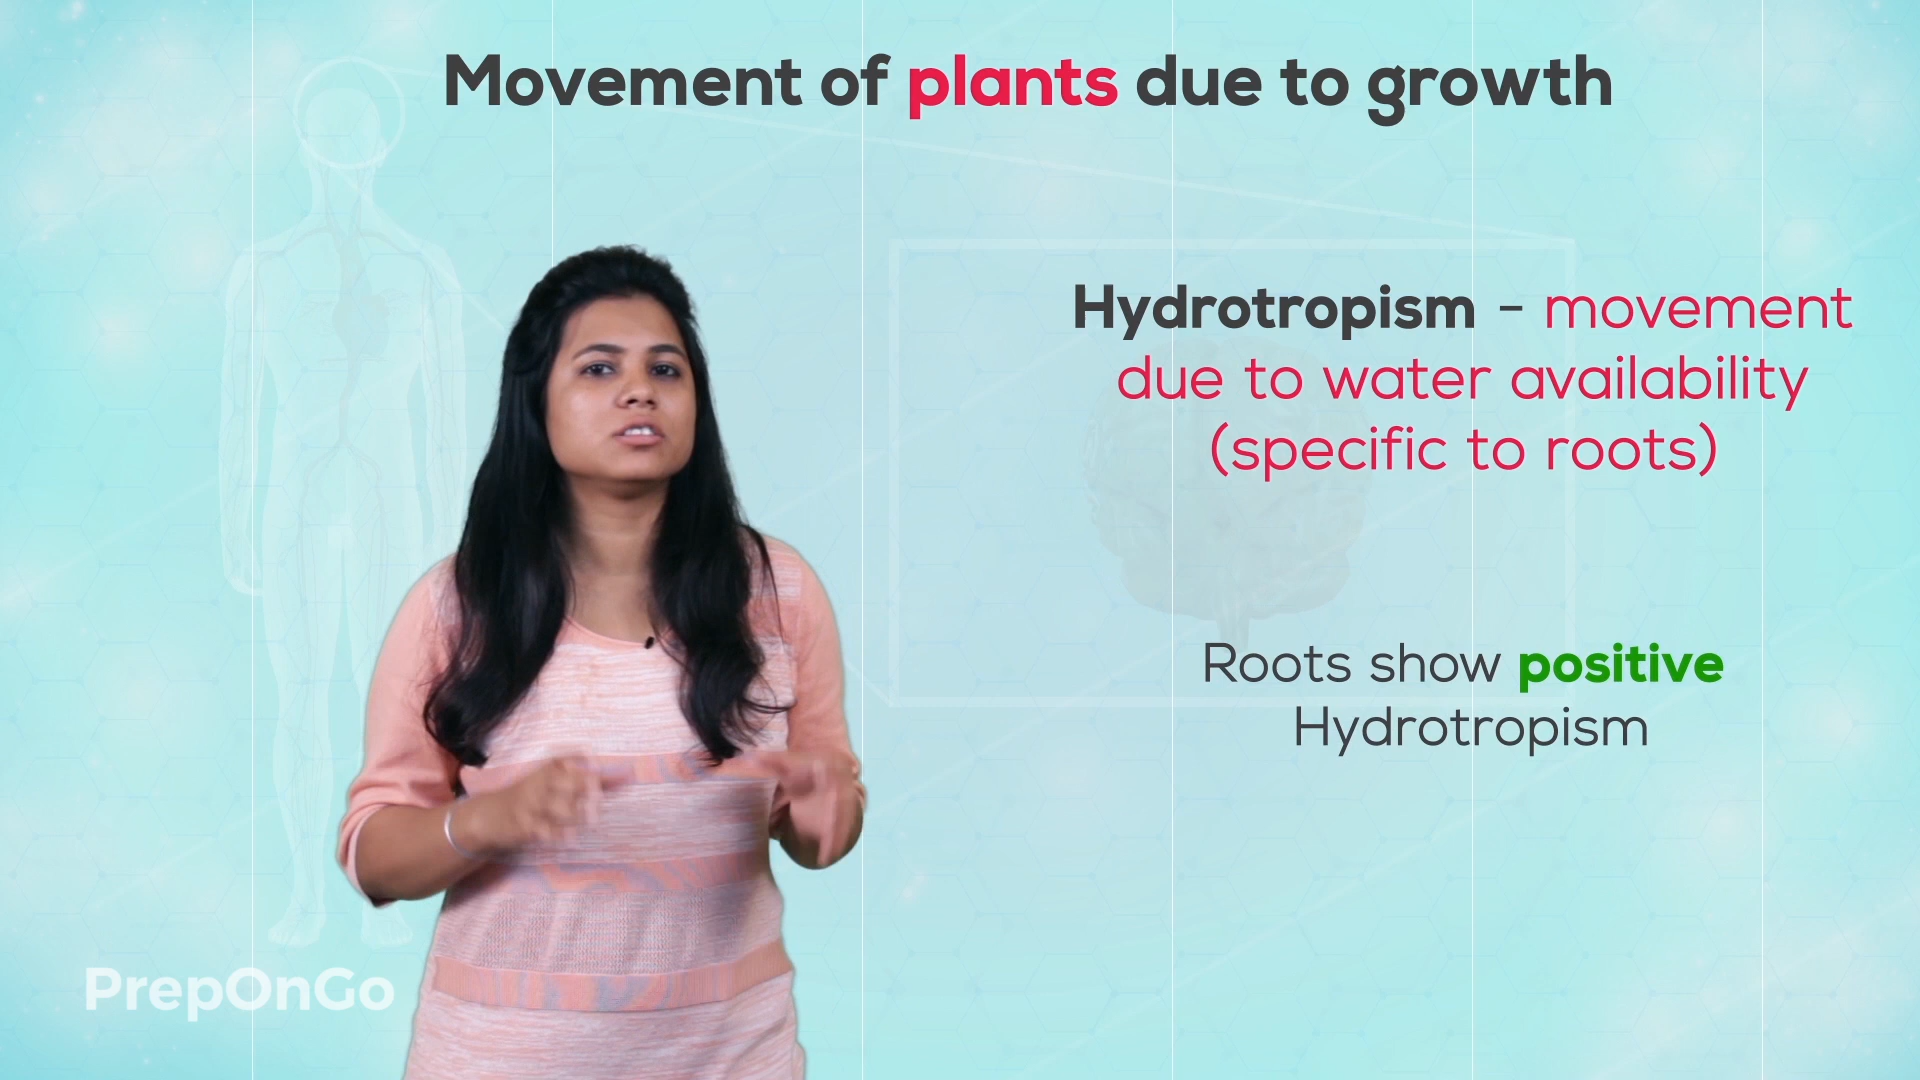 Movement of plants due to growth
Hydrotropism - movement
due to water availability
(specific to roots)
Roots show positive
Hydrotropism
PrepOnGo